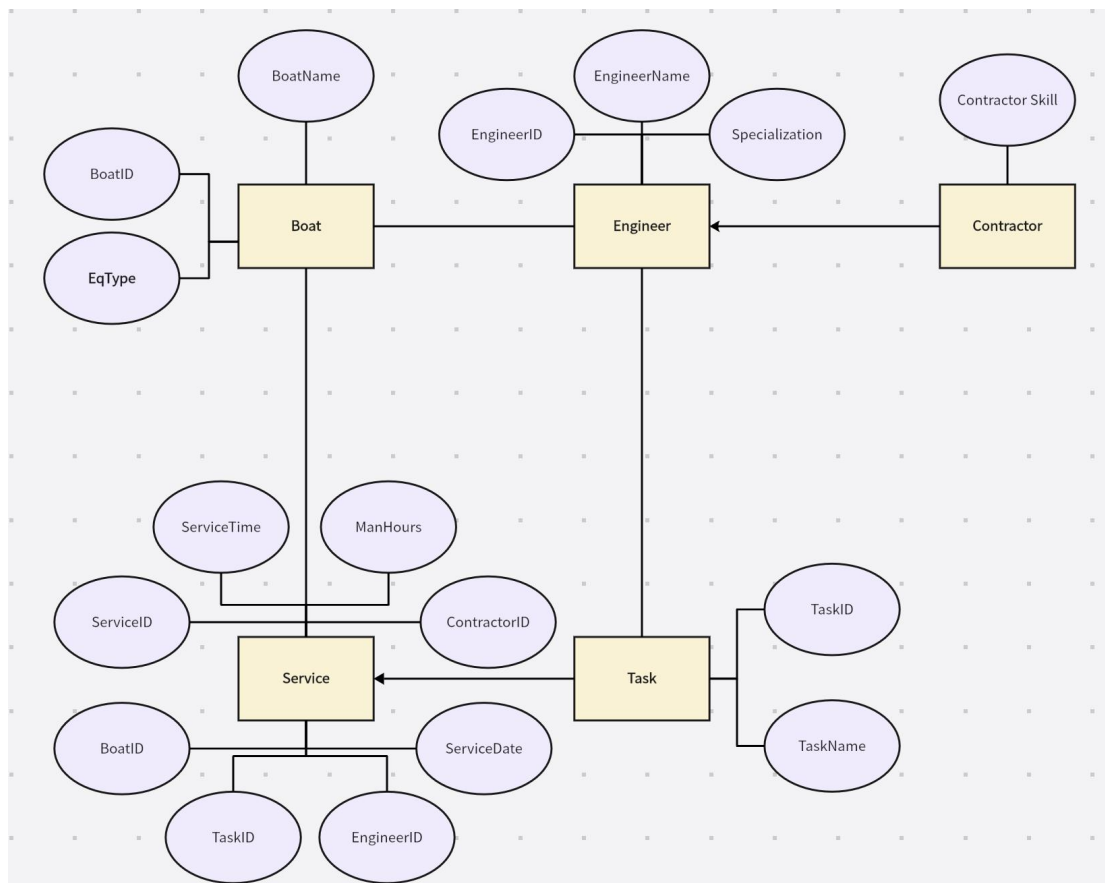 BoatName
EngineerName
Contractor Skill
EngineerID
Specialization
BoatID
EqType
Boat
Engineer
Contractor
ServiceTime
ManHours
ServiceID
ContractorID
TaskID
Service
Task
BoatID
ServiceDate
TaskName
TaskID
EngineerID